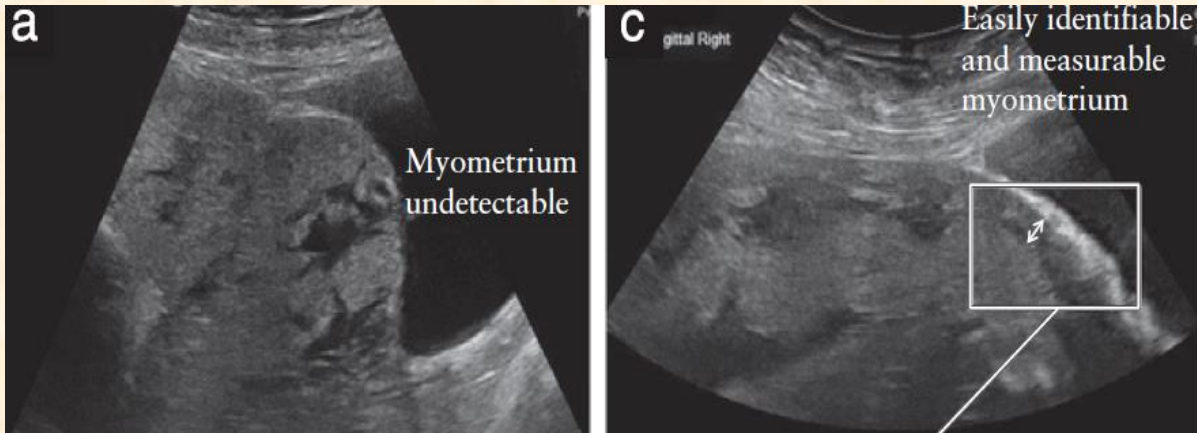 a
Myometrium
undetectable
c
gittal Right
Easily identifiable
and measurable
myometrium